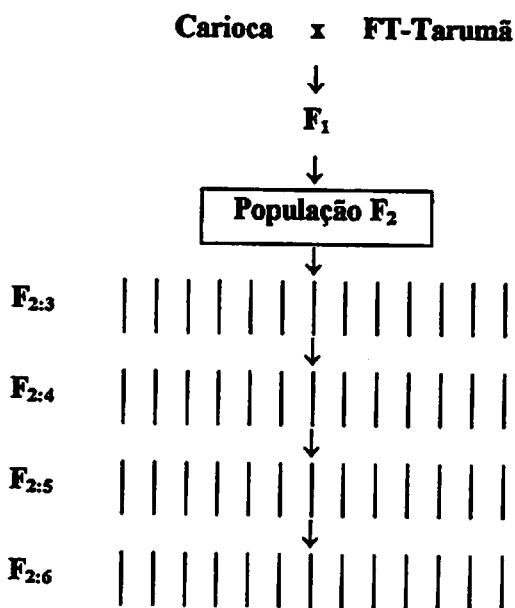 Carioca x FT-Tarumã
F₁
População F₂
F₂:₃
F₂:₄
F₂:₅
F₂:₆